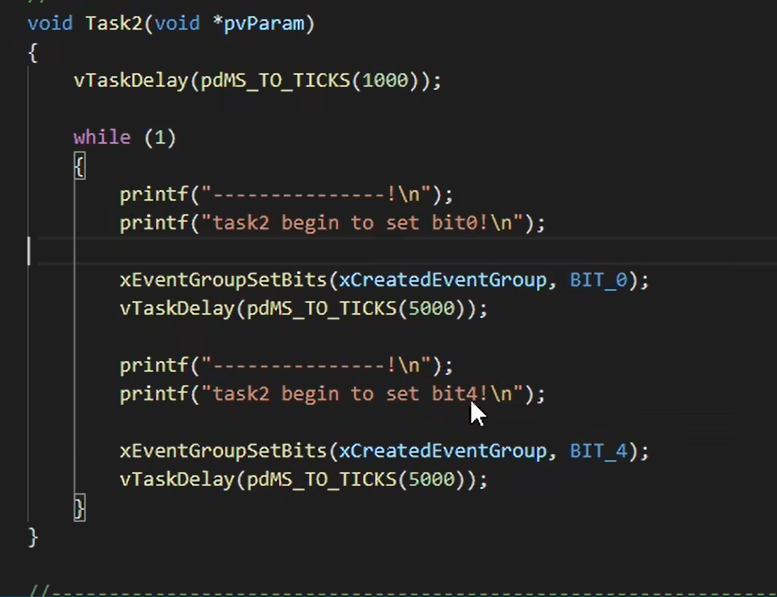 void Task2(void *pvParam)
{
vTaskDelay(pdMS_TO_TICKS(1000));
while (1)
{
printf("---------------!\n");
printf("task2 begin to set bit0!\n");
xEventGroupSetBits(xCreatedEventGroup, BIT_0);
vTaskDelay(pdMS_TO_TICKS(5000));
printf("---------------!\n");
printf("task2 begin to set bit4!\n");
xEventGroupSetBits(xCreatedEventGroup, BIT_4);
vTaskDelay(pdMS_TO_TICKS(5000));
}
}
//----------------------------------------------------------------